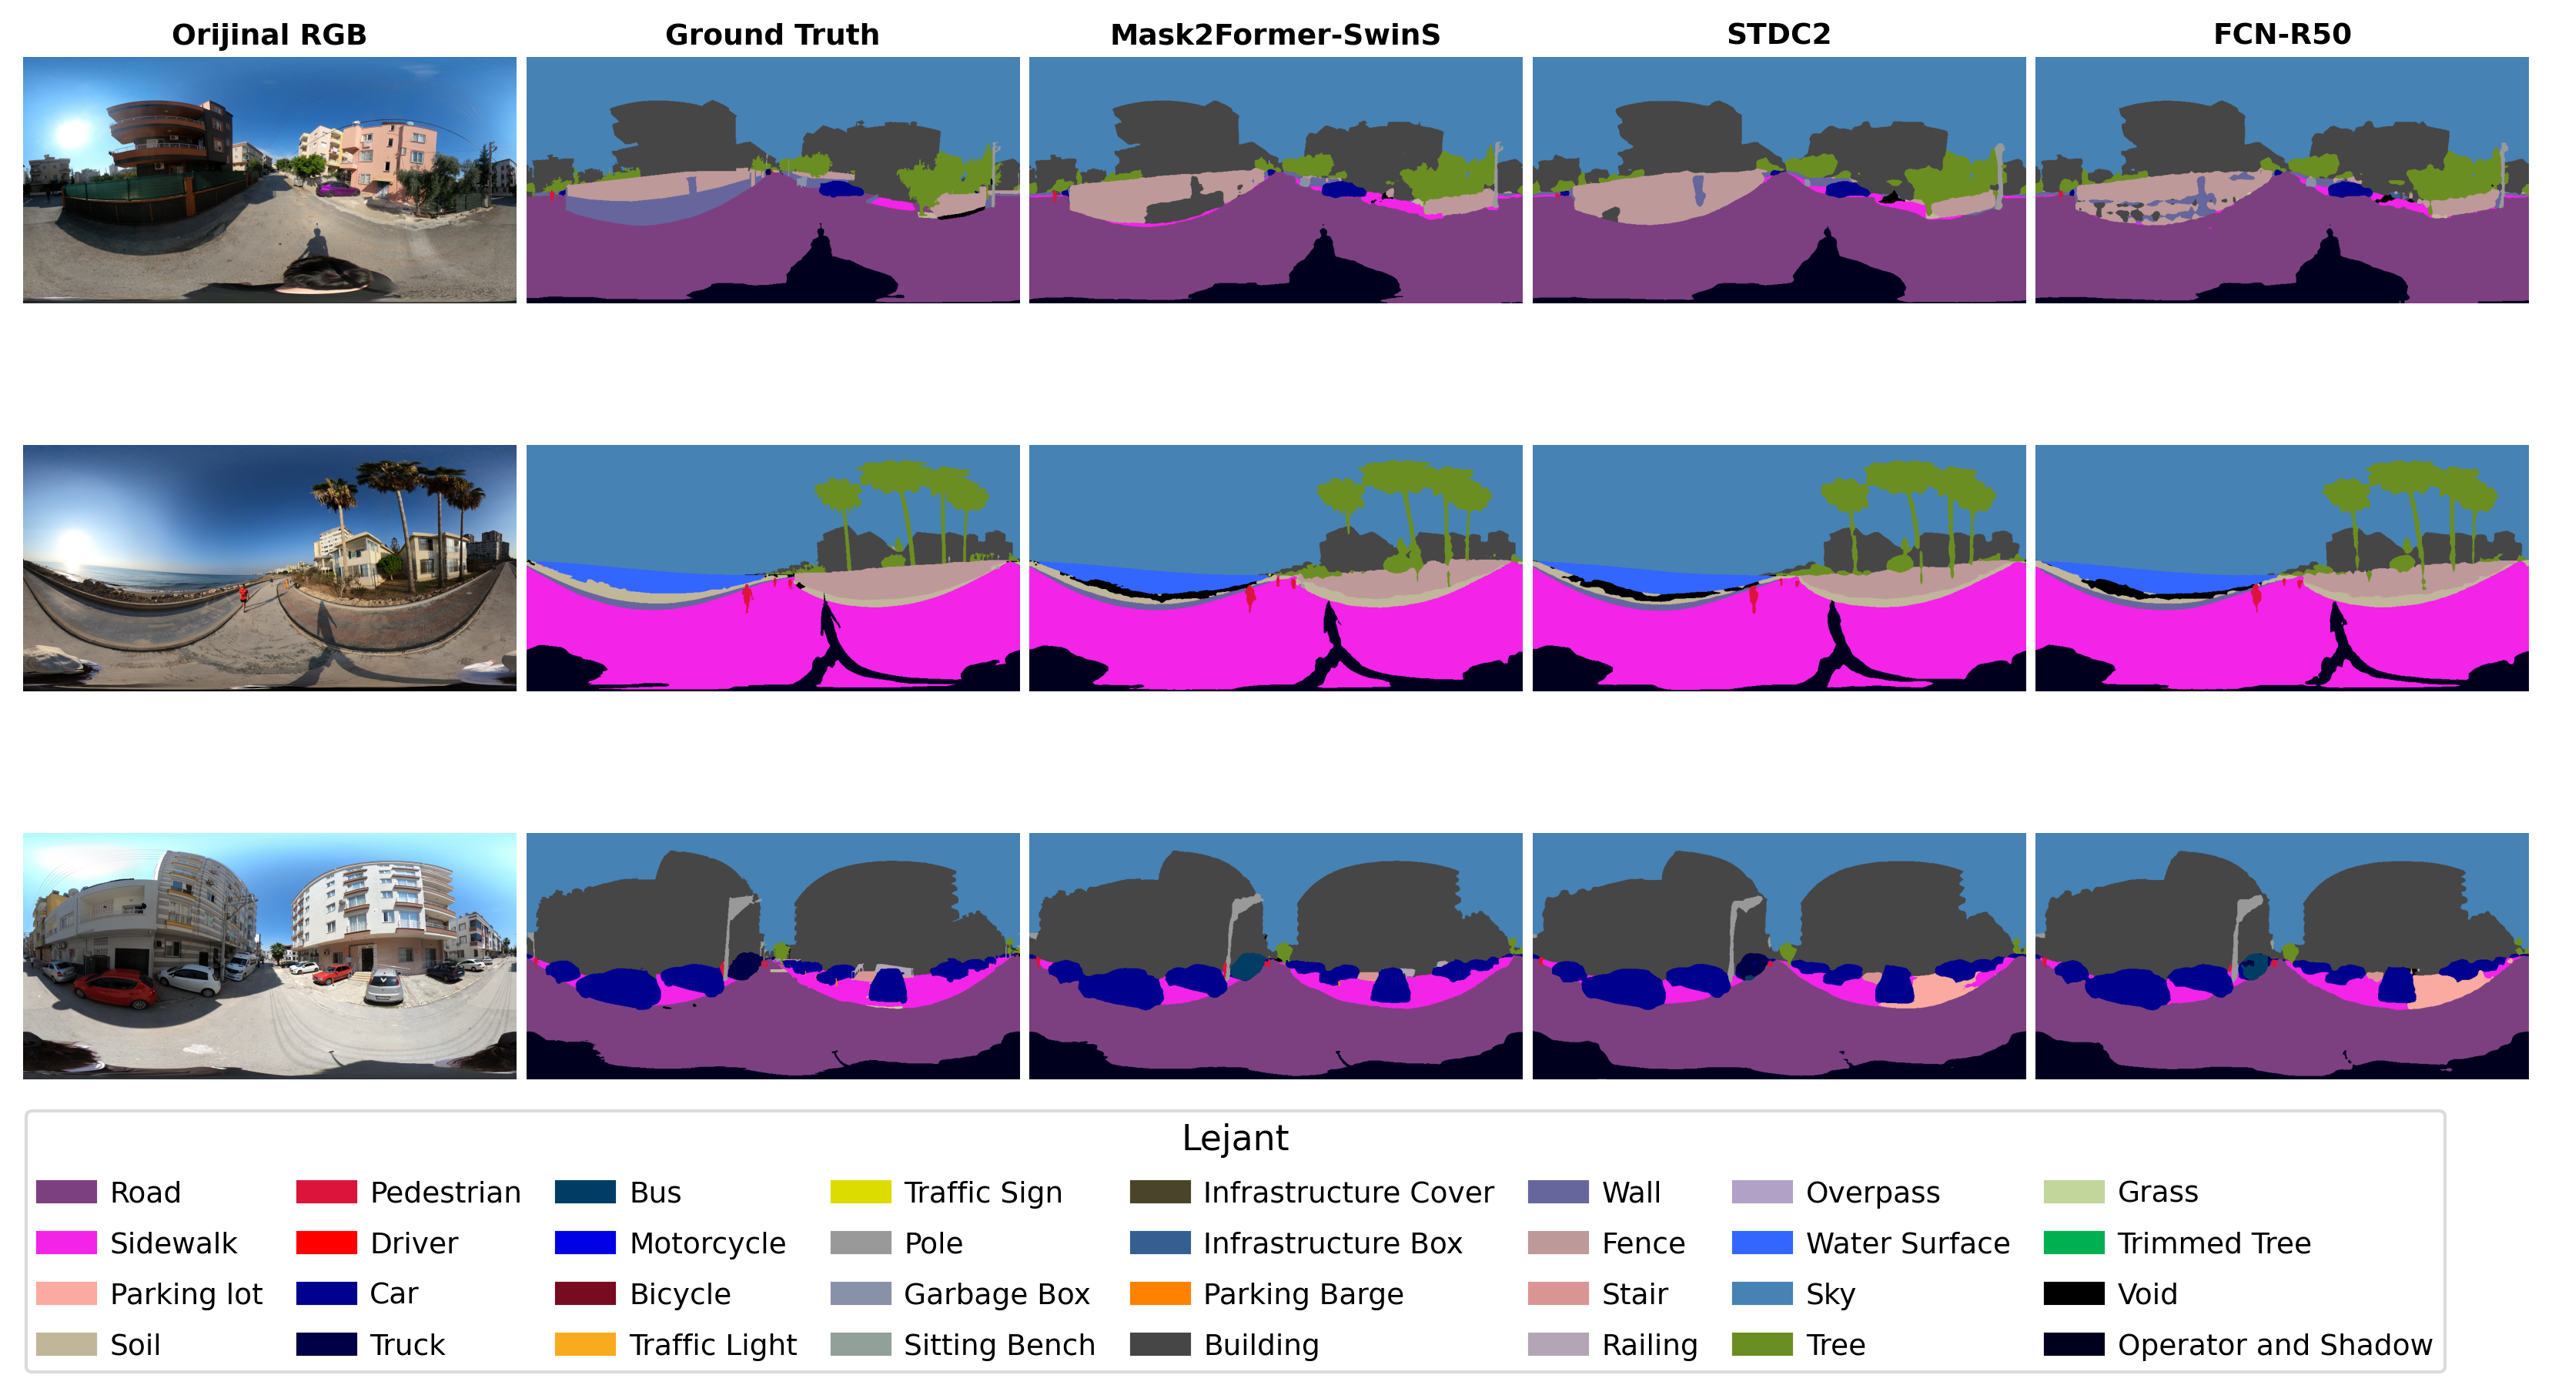 Orijinal RGB Ground Truth Mask2Former-SwinS STDC2 FCN-R50
Lejant
Road Pedestrian Bus Traffic Sign Infrastructure Cover Wall Overpass Grass
Sidewalk Driver Motorcycle Pole Infrastructure Box Fence Water Surface Trimmed Tree
Parking lot Car Bicycle Garbage Box Parking Barge Stair Sky Void
Soil Truck Traffic Light Sitting Bench Building Railing Tree Operator and Shadow